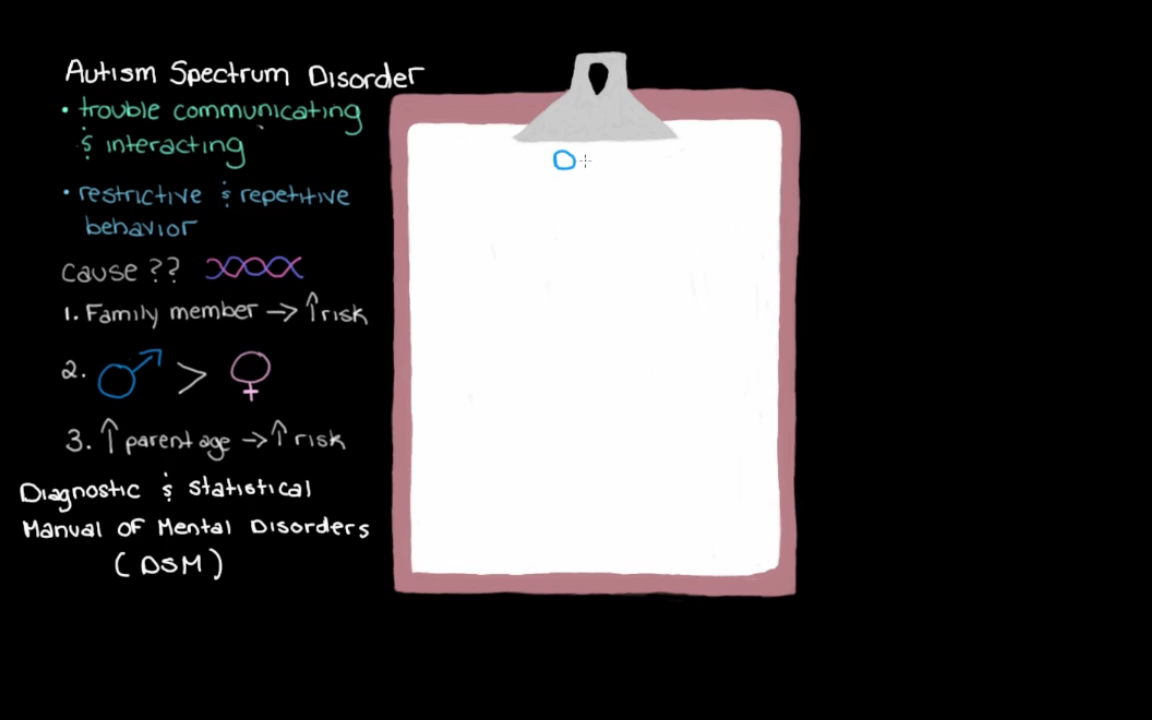 Autism Spectrum Disorder
• trouble communicating
& interacting
• restrictive & repetitive
behavior
cause ??
1. Family member → ↑ risk
2. ♂ > ♀
3. ↑ parent age → ↑ risk
Diagnostic & Statistical
Manual of Mental Disorders
(DSM)
O